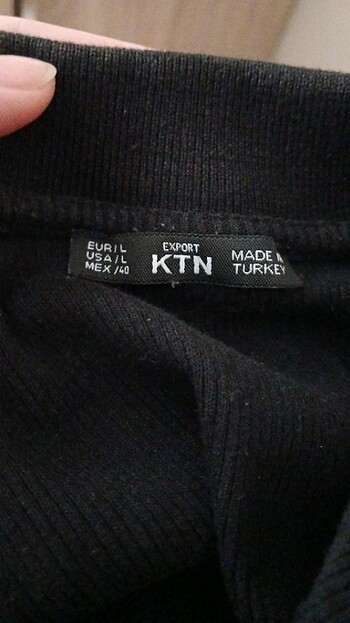 EUR/L
USA/L
MEX/40
EXPORT
KTN
MADE IN
TURKEY